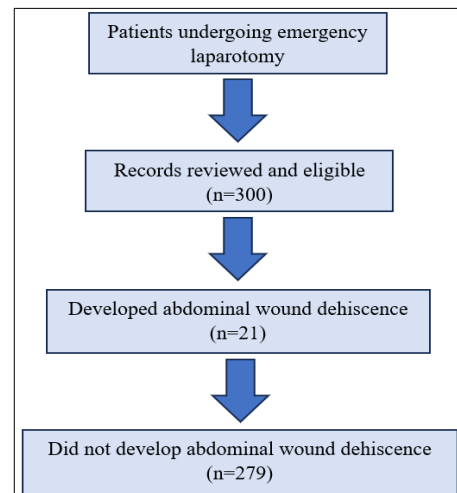 Patients undergoing emergency
laparotomy
Records reviewed and eligible
(n=300)
Developed abdominal wound dehiscence
(n=21)
Did not develop abdominal wound dehiscence
(n=279)